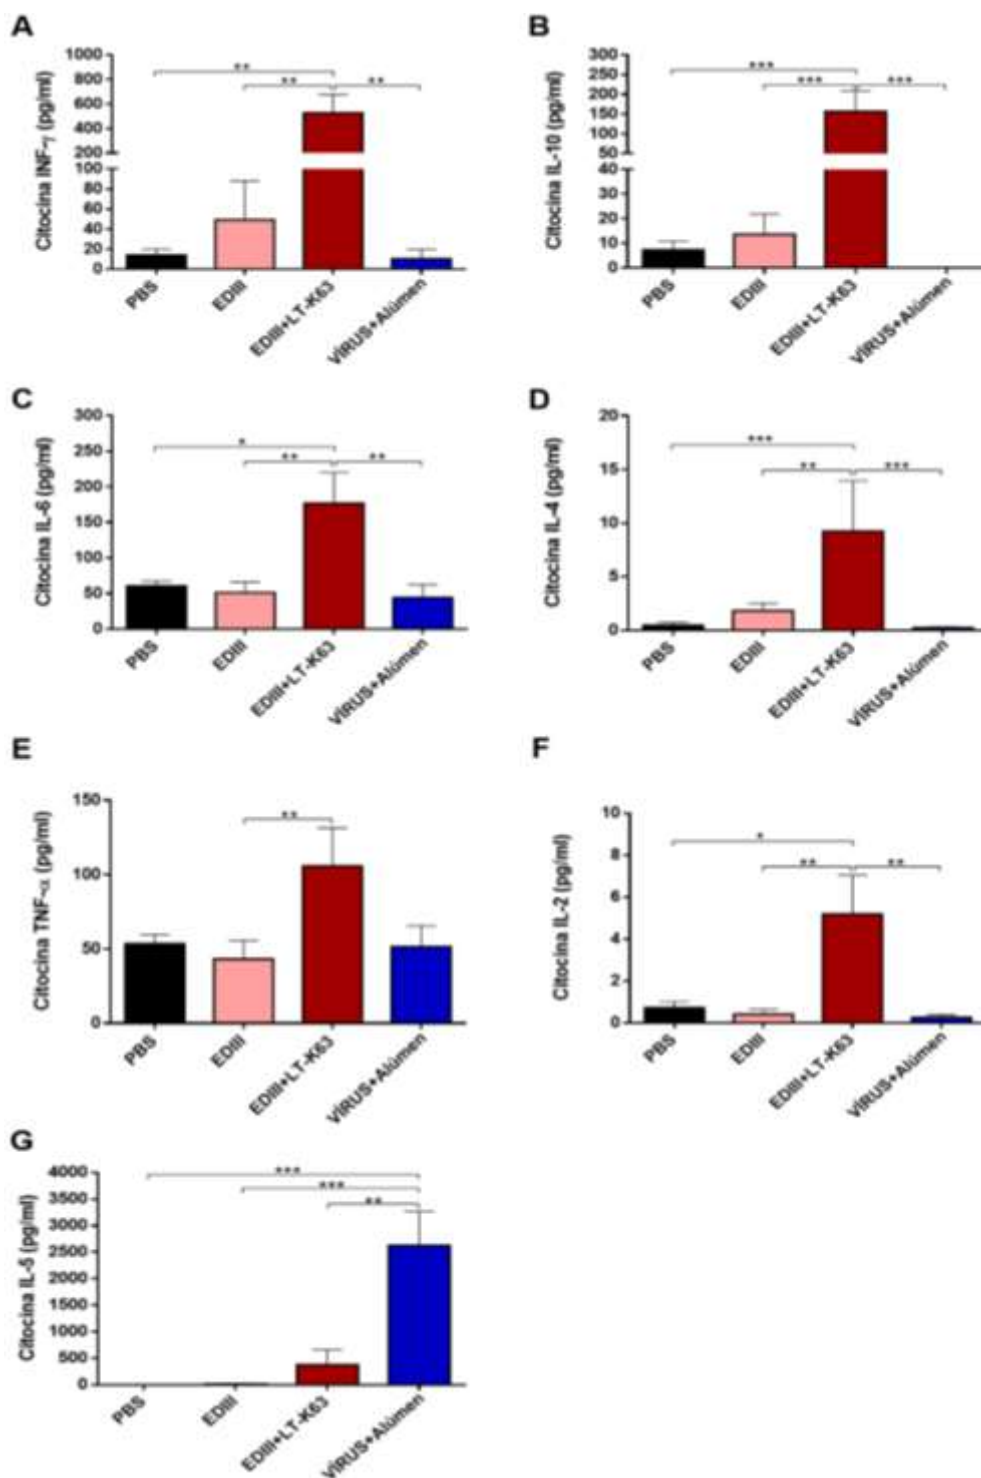 A
Citocina INF-γ (pg/ml)
1000
800
600
400
200
100
80
60
40
20
0
** 
** **
PBS
EDIII
EDIII+LT-K63
VÍRUS+Alúmen
B
Citocina IL-10 (pg/ml)
300
250
200
150
100
50
40
30
20
10
0
***
*** ***
PBS
EDIII
EDIII+LT-K63
VÍRUS+Alúmen
C
Citocina IL-6 (pg/ml)
300
250
200
150
100
50
0
*
** **
PBS
EDIII
EDIII+LT-K63
VÍRUS+Alúmen
D
Citocina IL-4 (pg/ml)
20
15
10
5
0
***
** ***
PBS
EDIII
EDIII+LT-K63
VÍRUS+Alúmen
E
Citocina TNF-α (pg/ml)
150
100
50
0
**
PBS
EDIII
EDIII+LT-K63
VÍRUS+Alúmen
F
Citocina IL-2 (pg/ml)
10
8
6
4
2
0
*
** **
PBS
EDIII
EDIII+LT-K63
VÍRUS+Alúmen
G
Citocina IL-5 (pg/ml)
4000
3500
3000
2500
2000
1500
1000
500
0
***
***
**
PBS
EDIII
EDIII+LT-K63
VÍRUS+Alúmen